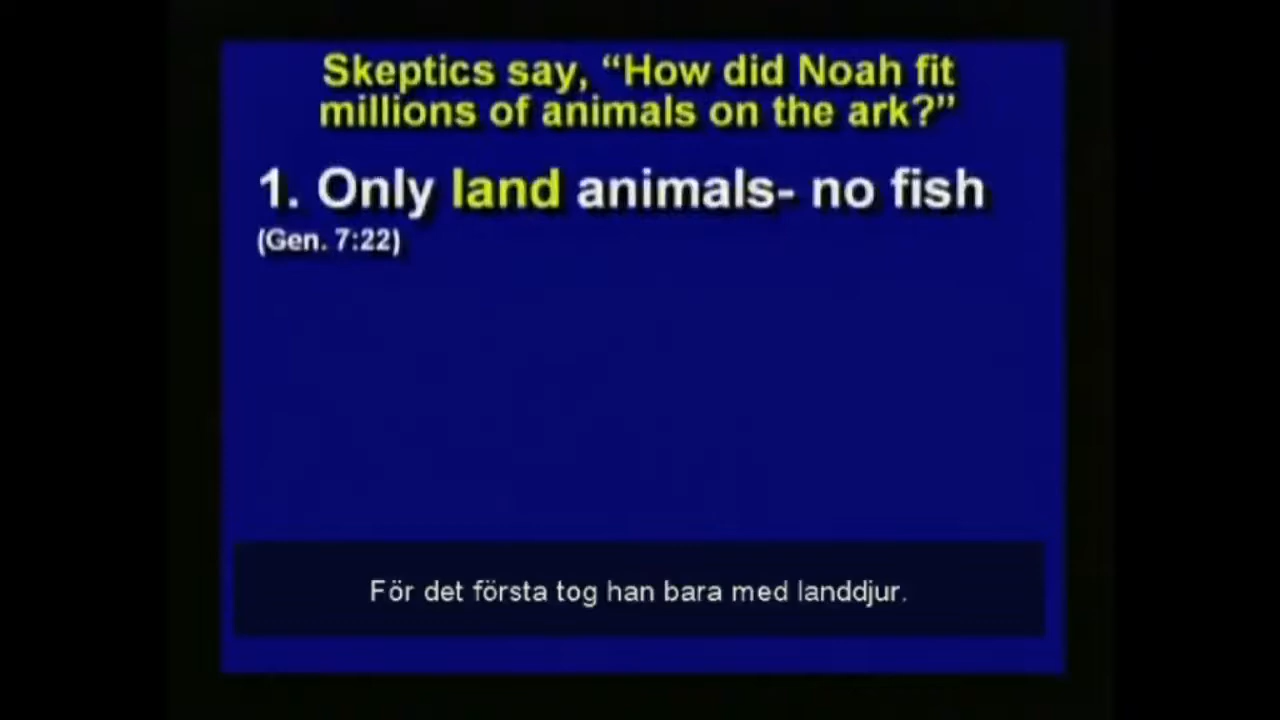 Skeptics say, “How did Noah fit
millions of animals on the ark?”
1. Only land animals- no fish
(Gen. 7:22)
För det första tog han bara med landdjur.